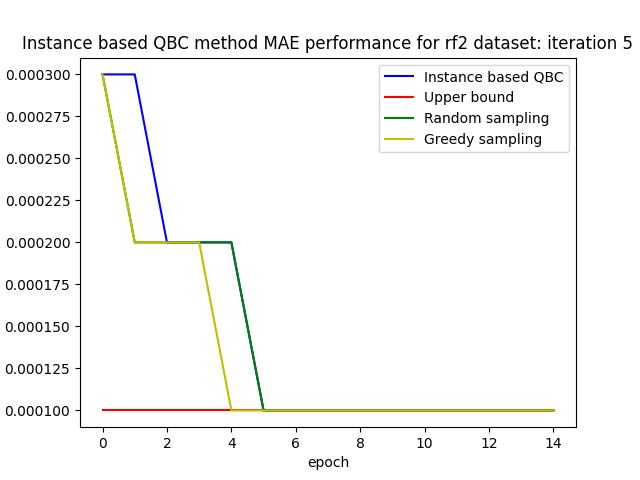 Instance based QBC method MAE performance for rf2 dataset: iteration 5
0.000300
0.000275
0.000250
0.000225
0.000200
0.000175
0.000150
0.000125
0.000100
Instance based QBC
Upper bound
Random sampling
Greedy sampling
0 2 4 6 8 10 12 14
epoch